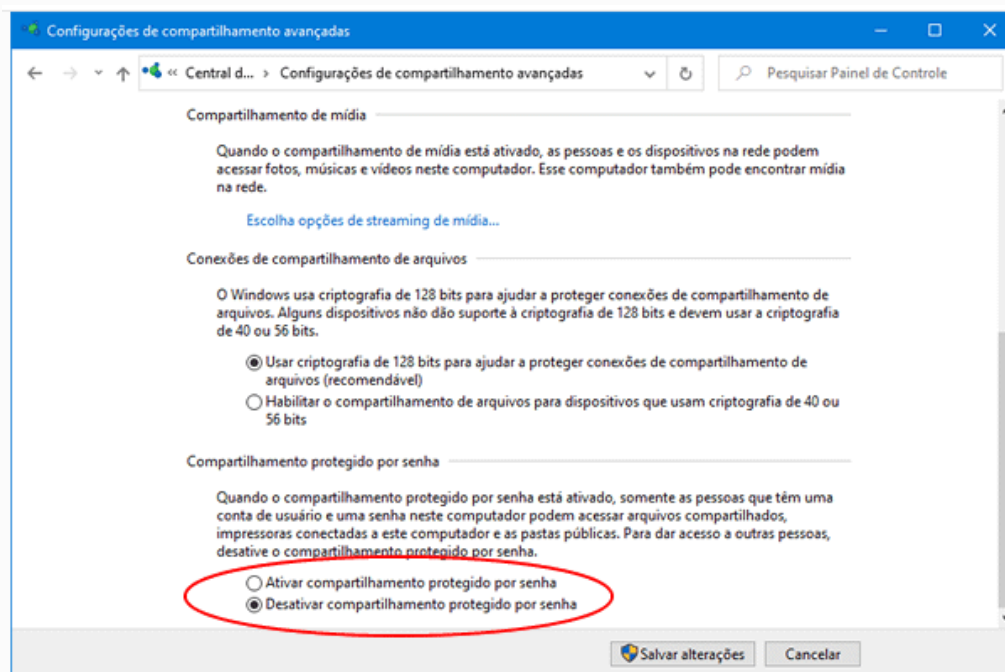 Configurações de compartilhamento avançadas
« Central d... › Configurações de compartilhamento avançadas
Pesquisar Painel de Controle
Compartilhamento de mídia
Quando o compartilhamento de mídia está ativado, as pessoas e os dispositivos na rede podem
acessar fotos, músicas e vídeos neste computador. Esse computador também pode encontrar mídia
na rede.
Escolha opções de streaming de mídia...
Conexões de compartilhamento de arquivos
O Windows usa criptografia de 128 bits para ajudar a proteger conexões de compartilhamento de
arquivos. Alguns dispositivos não dão suporte à criptografia de 128 bits e devem usar a criptografia
de 40 ou 56 bits.
Usar criptografia de 128 bits para ajudar a proteger conexões de compartilhamento de
arquivos (recomendável)
Habilitar o compartilhamento de arquivos para dispositivos que usam criptografia de 40 ou
56 bits
Compartilhamento protegido por senha
Quando o compartilhamento protegido por senha está ativado, somente as pessoas que têm uma
conta de usuário e uma senha neste computador podem acessar arquivos compartilhados,
impressoras conectadas a este computador e as pastas públicas. Para dar acesso a outras pessoas,
desative o compartilhamento protegido por senha.
Ativar compartilhamento protegido por senha
Desativar compartilhamento protegido por senha
Salvar alterações
Cancelar